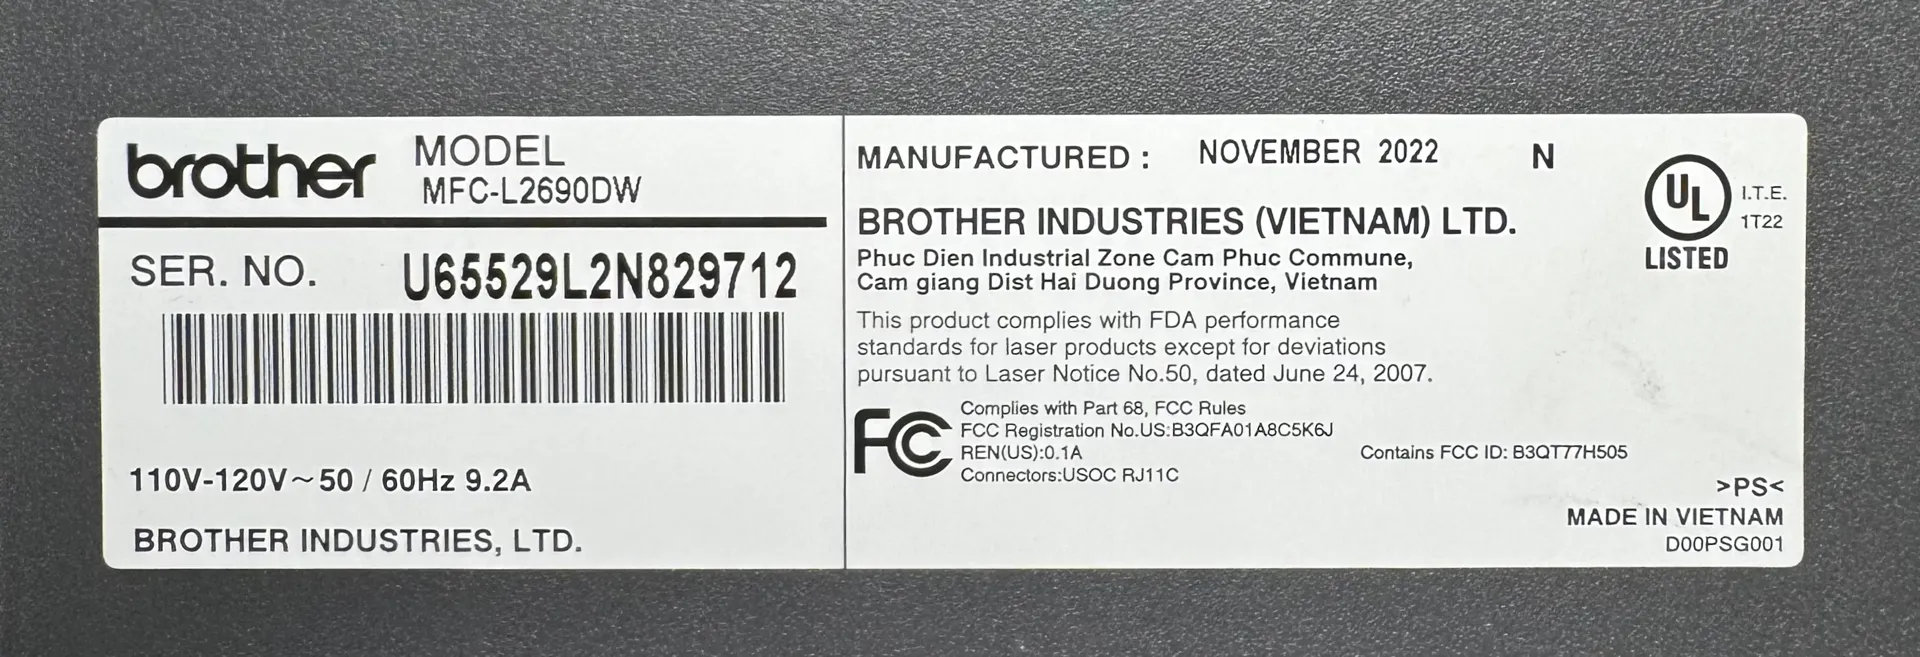 brother
MODEL
MFC-L2690DW
SER. NO. U65529L2N829712
110V-120V~50 / 60Hz 9.2A
BROTHER INDUSTRIES, LTD.
MANUFACTURED : NOVEMBER 2022 N
BROTHER INDUSTRIES (VIETNAM) LTD.
Phuc Dien Industrial Zone Cam Phuc Commune,
Cam giang Dist Hai Duong Province, Vietnam
This product complies with FDA performance
standards for laser products except for deviations
pursuant to Laser Notice No.50, dated June 24, 2007.
FC
Complies with Part 68, FCC Rules
FCC Registration No.US:B3QFA01A8C5K6J
REN(US):0.1A
Connectors:USOC RJ11C
Contains FCC ID: B3QT77H505
UL
LISTED
I.T.E.
1T22
>PS<
MADE IN VIETNAM
D00PSG001